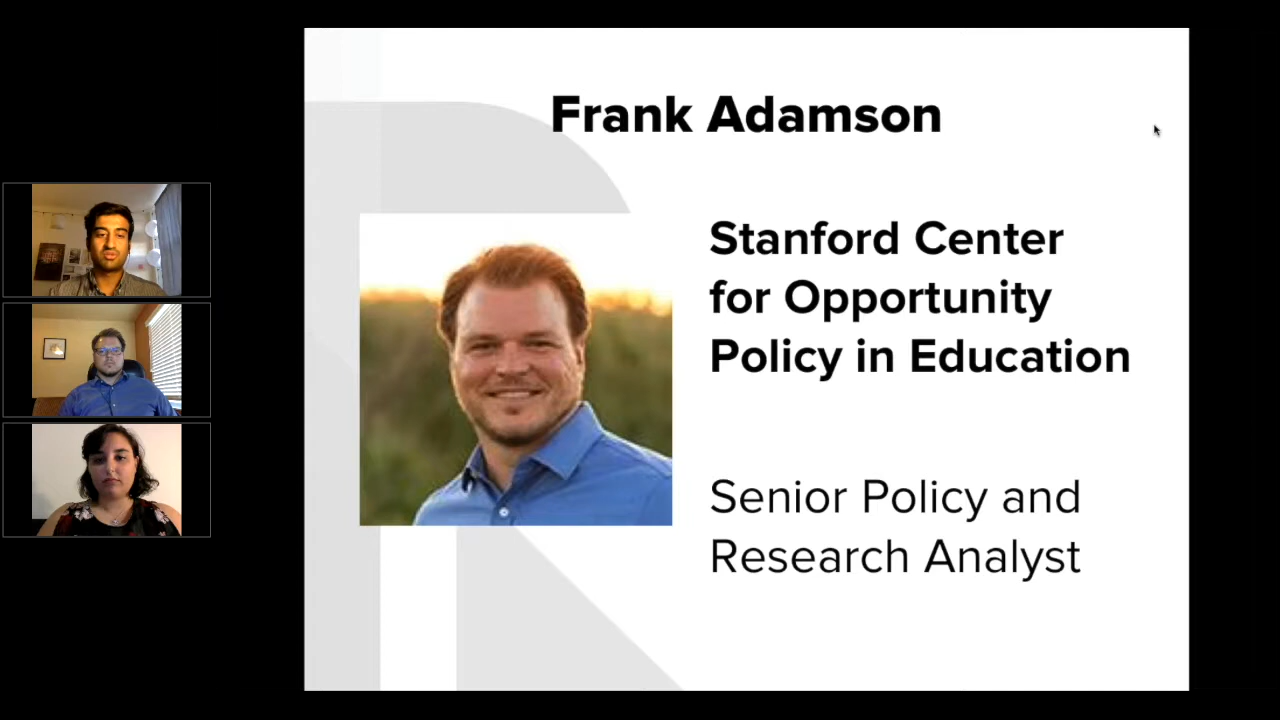 Frank Adamson
Stanford Center
for Opportunity
Policy in Education
Senior Policy and
Research Analyst